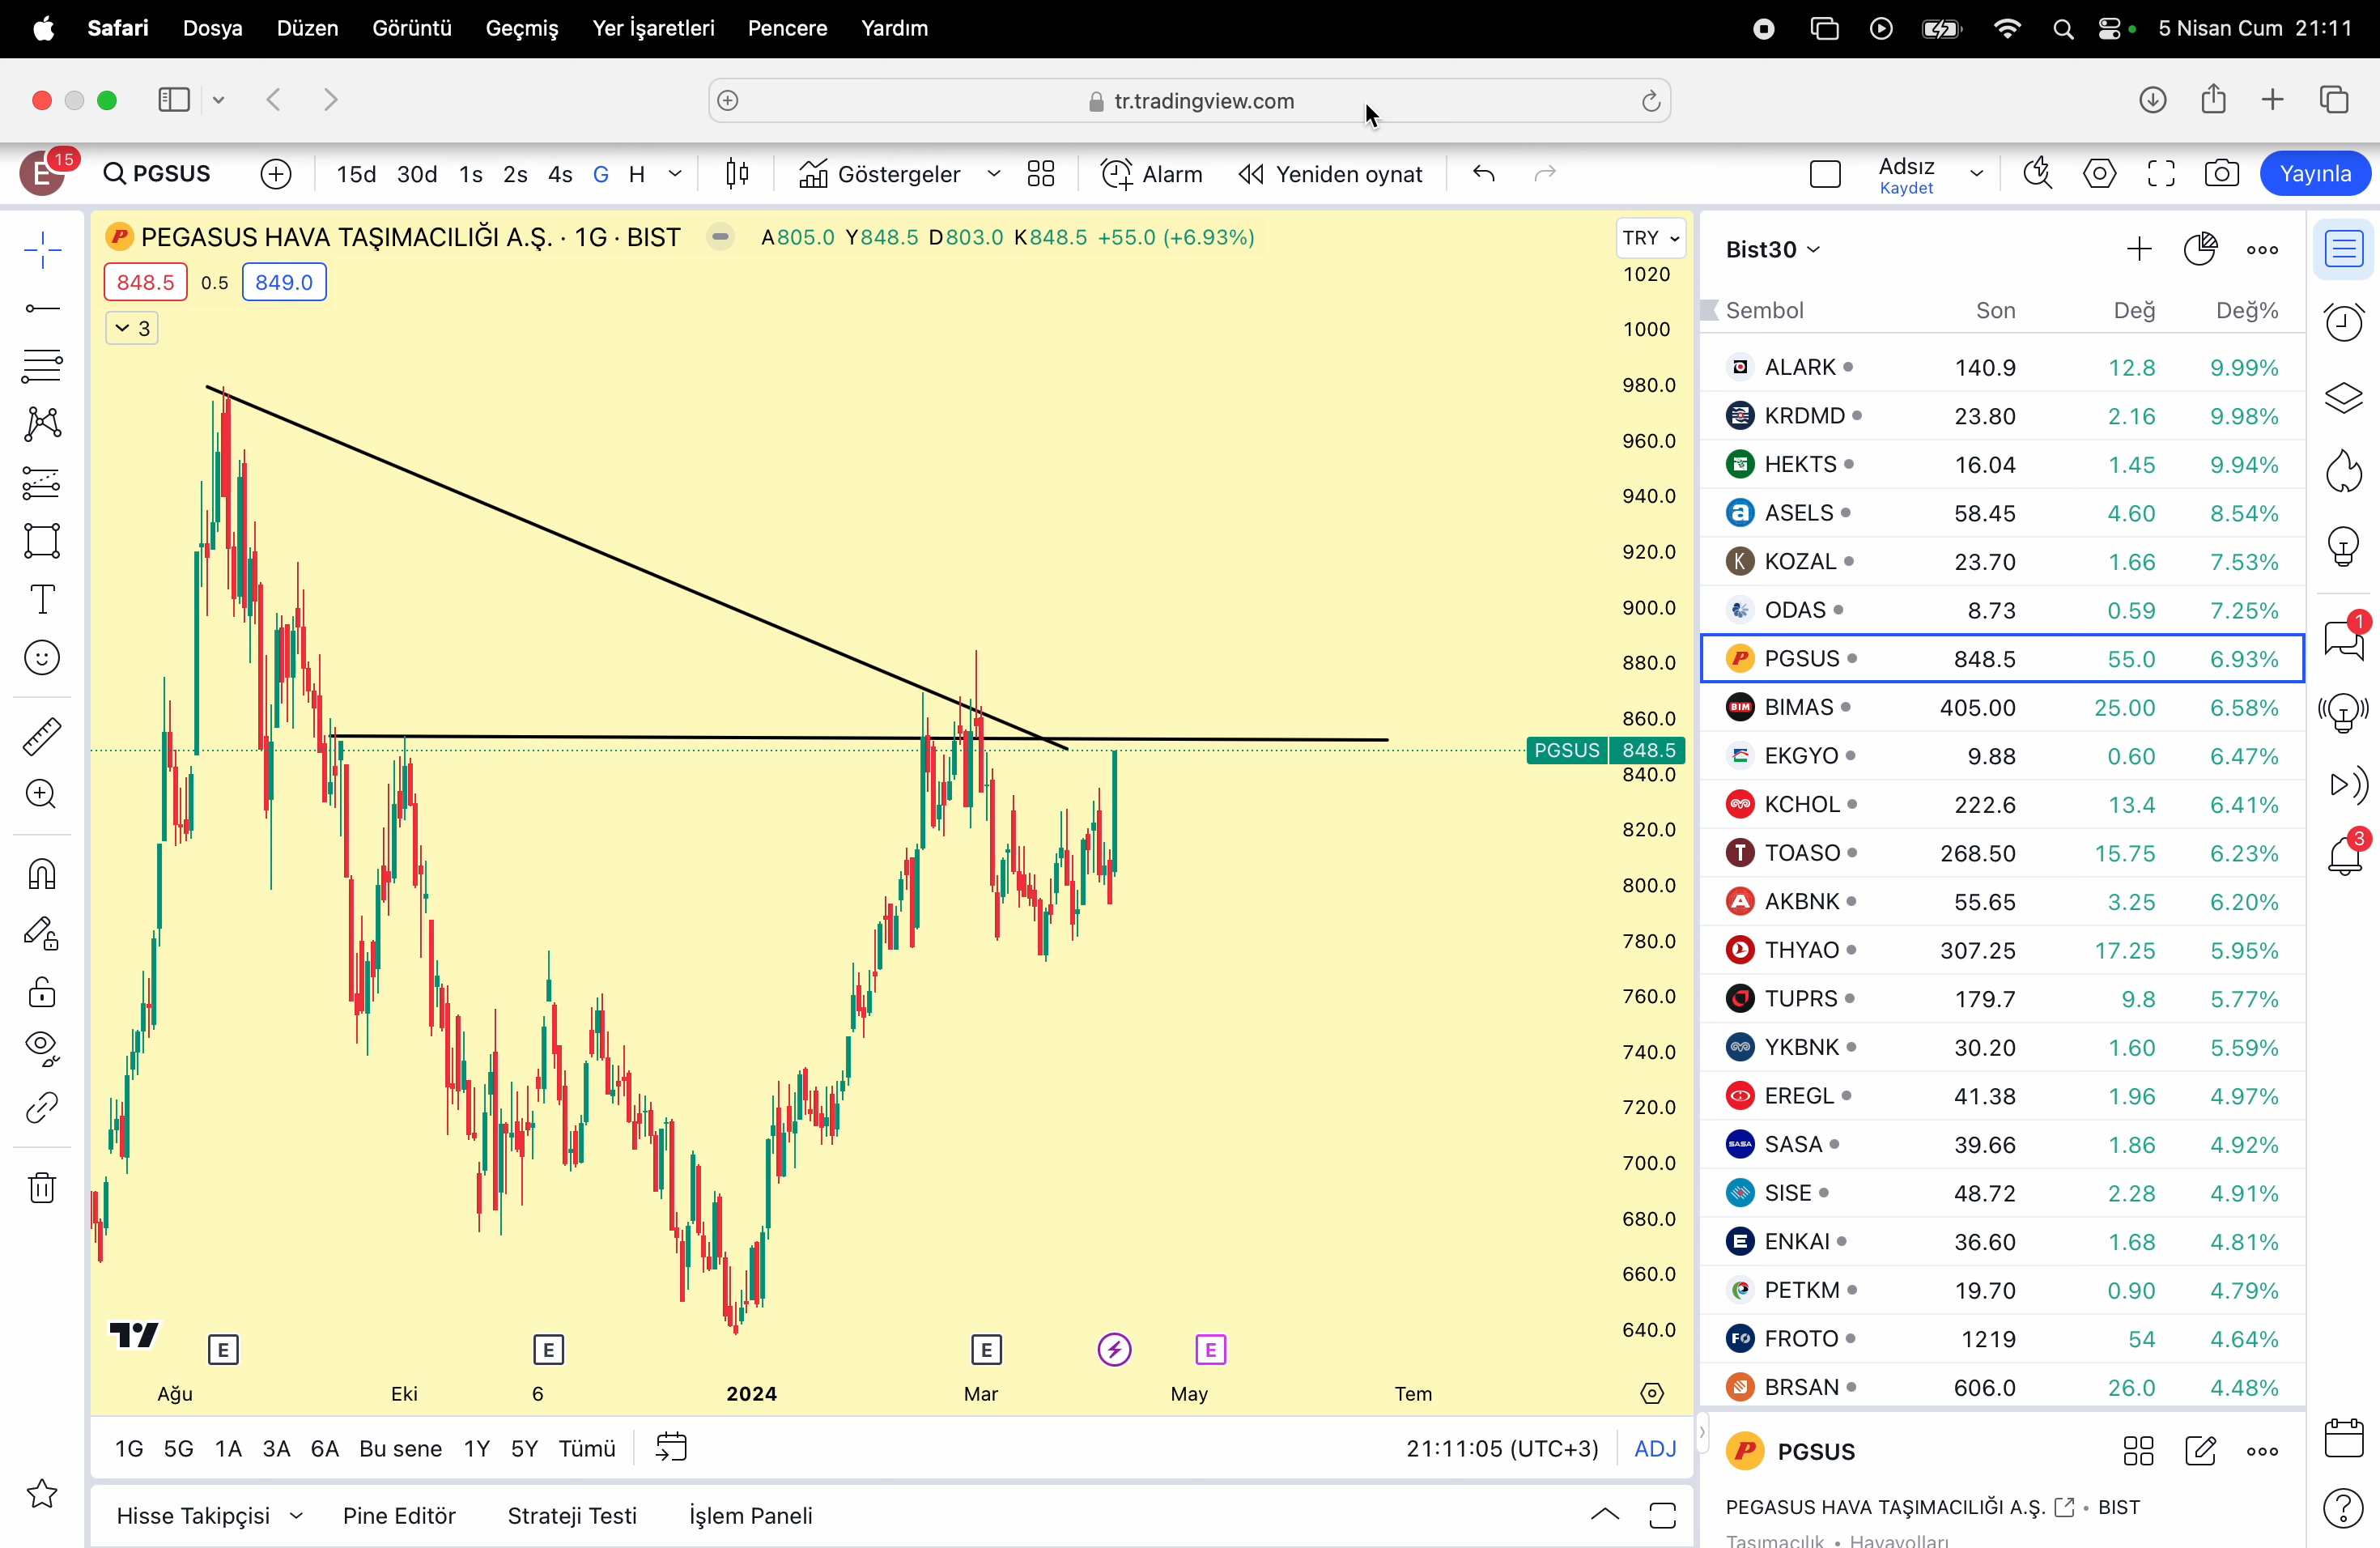 Safari Dosya Düzen Görüntü Geçmiş Yer İşaretleri Pencere Yardım 5 Nisan Cum 21:11
tr.tradingview.com
E 15 PGSUS 15d 30d 1s 2s 4s G H Göstergeler Alarm Yeniden oynat Adsız Yayınla
Kaydet
PEGASUS HAVA TAŞIMACILIĞI A.Ş. · 1G · BIST A805.0 Y848.5 D803.0 K848.5 +55.0 (+6.93%) TRY
848.5 0.5 849.0
3
1020
1000
980.0
960.0
940.0
920.0
900.0
880.0
860.0
PGSUS 848.5
840.0
820.0
800.0
780.0
760.0
740.0
720.0
700.0
680.0
660.0
640.0
E E E E
Ağu Eki 6 2024 Mar May Tem
1G 5G 1A 3A 6A Bu sene 1Y 5Y Tümü 21:11:05 (UTC+3) ADJ
Hisse Takipçisi Pine Editör Strateji Testi İşlem Paneli
Bist30
Sembol Son Değ Değ%
ALARK 140.9 12.8 9.99%
KRDMD 23.80 2.16 9.98%
HEKTS 16.04 1.45 9.94%
ASELS 58.45 4.60 8.54%
K KOZAL 23.70 1.66 7.53%
ODAS 8.73 0.59 7.25%
PGSUS 848.5 55.0 6.93%
BIM BIMAS 405.00 25.00 6.58%
EKGYO 9.88 0.60 6.47%
KCHOL 222.6 13.4 6.41%
T TOASO 268.50 15.75 6.23%
AKBNK 55.65 3.25 6.20%
THYAO 307.25 17.25 5.95%
TUPRS 179.7 9.8 5.77%
YKBNK 30.20 1.60 5.59%
EREGL 41.38 1.96 4.97%
SASA SASA 39.66 1.86 4.92%
SISE 48.72 2.28 4.91%
ENKAI 36.60 1.68 4.81%
PETKM 19.70 0.90 4.79%
FO FROTO 1219 54 4.64%
BRSAN 606.0 26.0 4.48%
PGSUS
PEGASUS HAVA TAŞIMACILIĞI A.Ş. • BIST
Taşımacılık • Havayolları
1
3